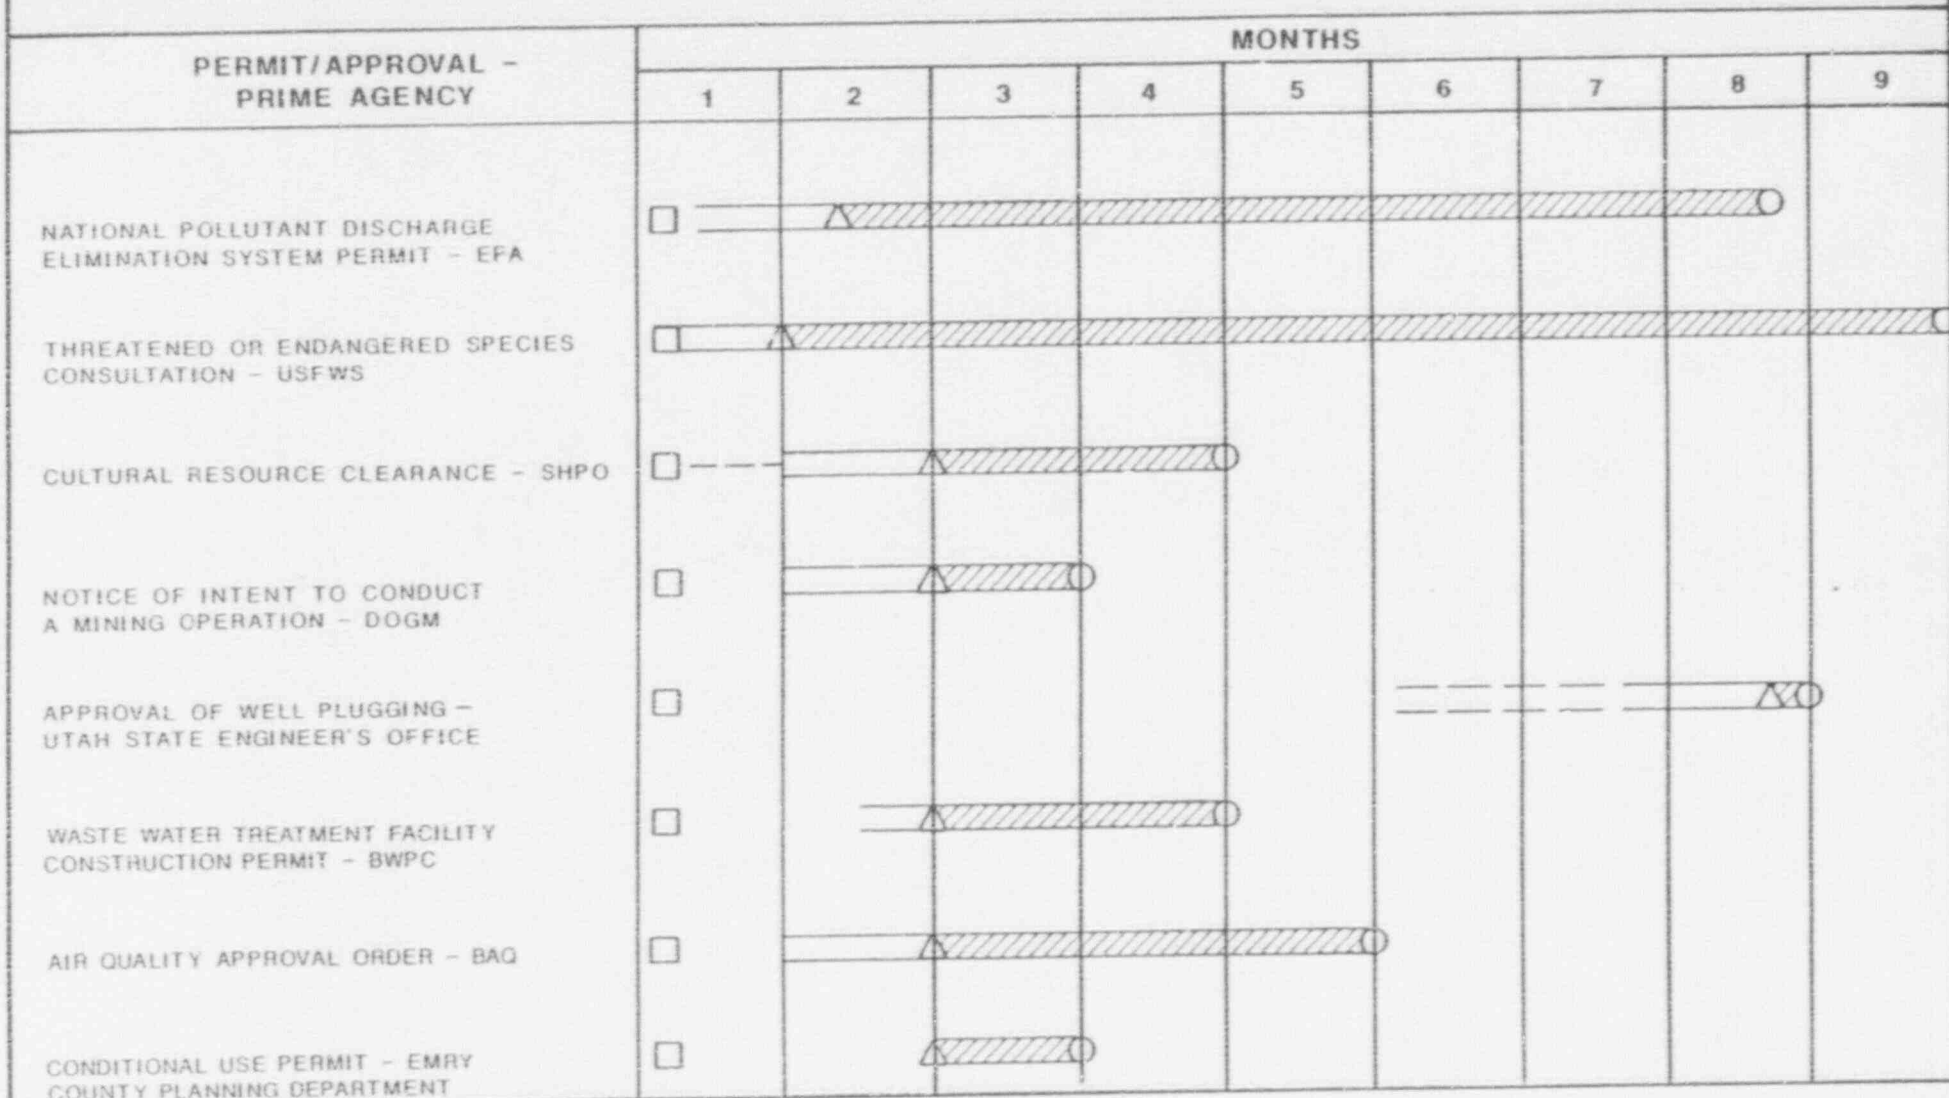 PERMIT/APPROVAL –
PRIME AGENCY
MONTHS
1 2 3 4 5 6 7 8 9
NATIONAL POLLUTANT DISCHARGE
ELIMINATION SYSTEM PERMIT – EPA
THREATENED OR ENDANGERED SPECIES
CONSULTATION – USFWS
CULTURAL RESOURCE CLEARANCE – SHPO
NOTICE OF INTENT TO CONDUCT
A MINING OPERATION – DOGM
APPROVAL OF WELL PLUGGING –
UTAH STATE ENGINEER'S OFFICE
WASTE WATER TREATMENT FACILITY
CONSTRUCTION PERMIT – BWPC
AIR QUALITY APPROVAL ORDER – BAQ
CONDITIONAL USE PERMIT – EMRY
COUNTY PLANNING DEPARTMENT